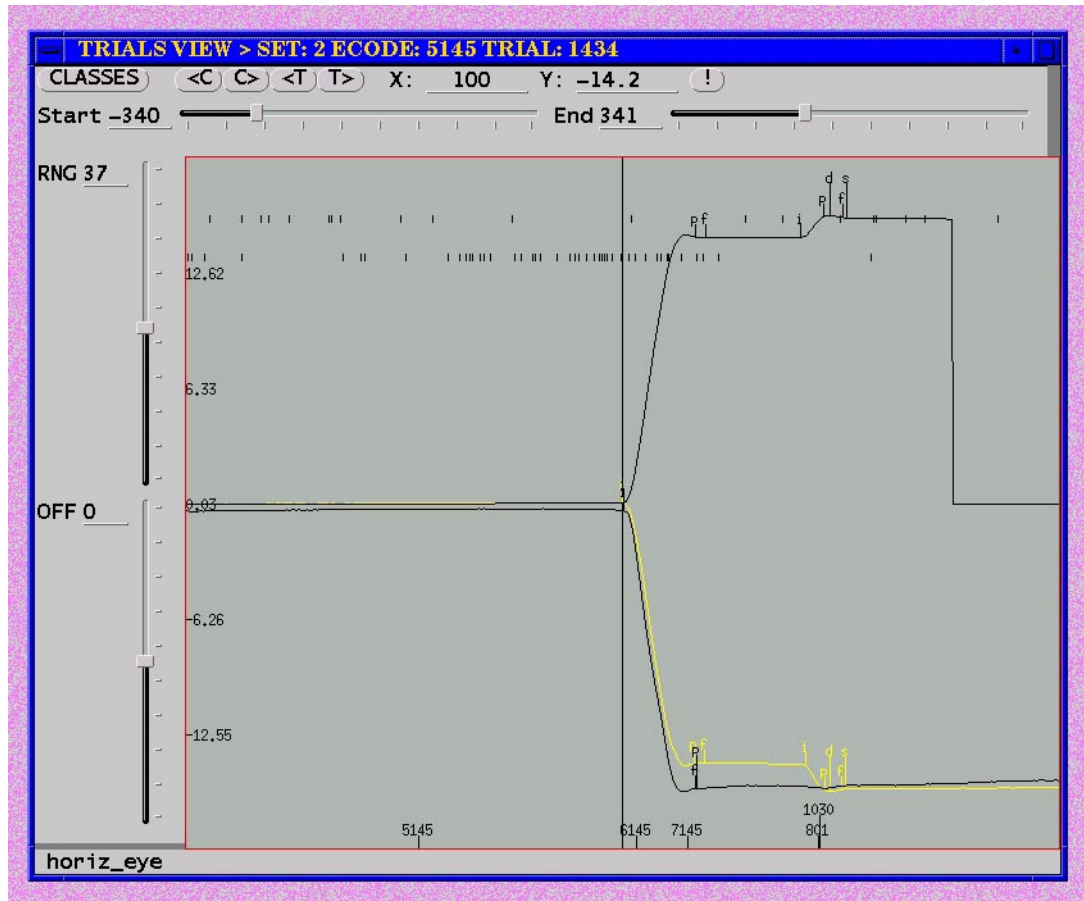 TRIALS VIEW > SET: 2 ECODE: 5145 TRIAL: 1434
CLASSES <C C> <T T> X: 100 Y: -14.2 !
Start -340 End 341
RNG 37
d s
p f
p f i
12.62
6.33
0.03
OFF 0
-6.26
-12.55
p f i d s
p
f p f
1030
5145 6145 7145 801
horiz_eye